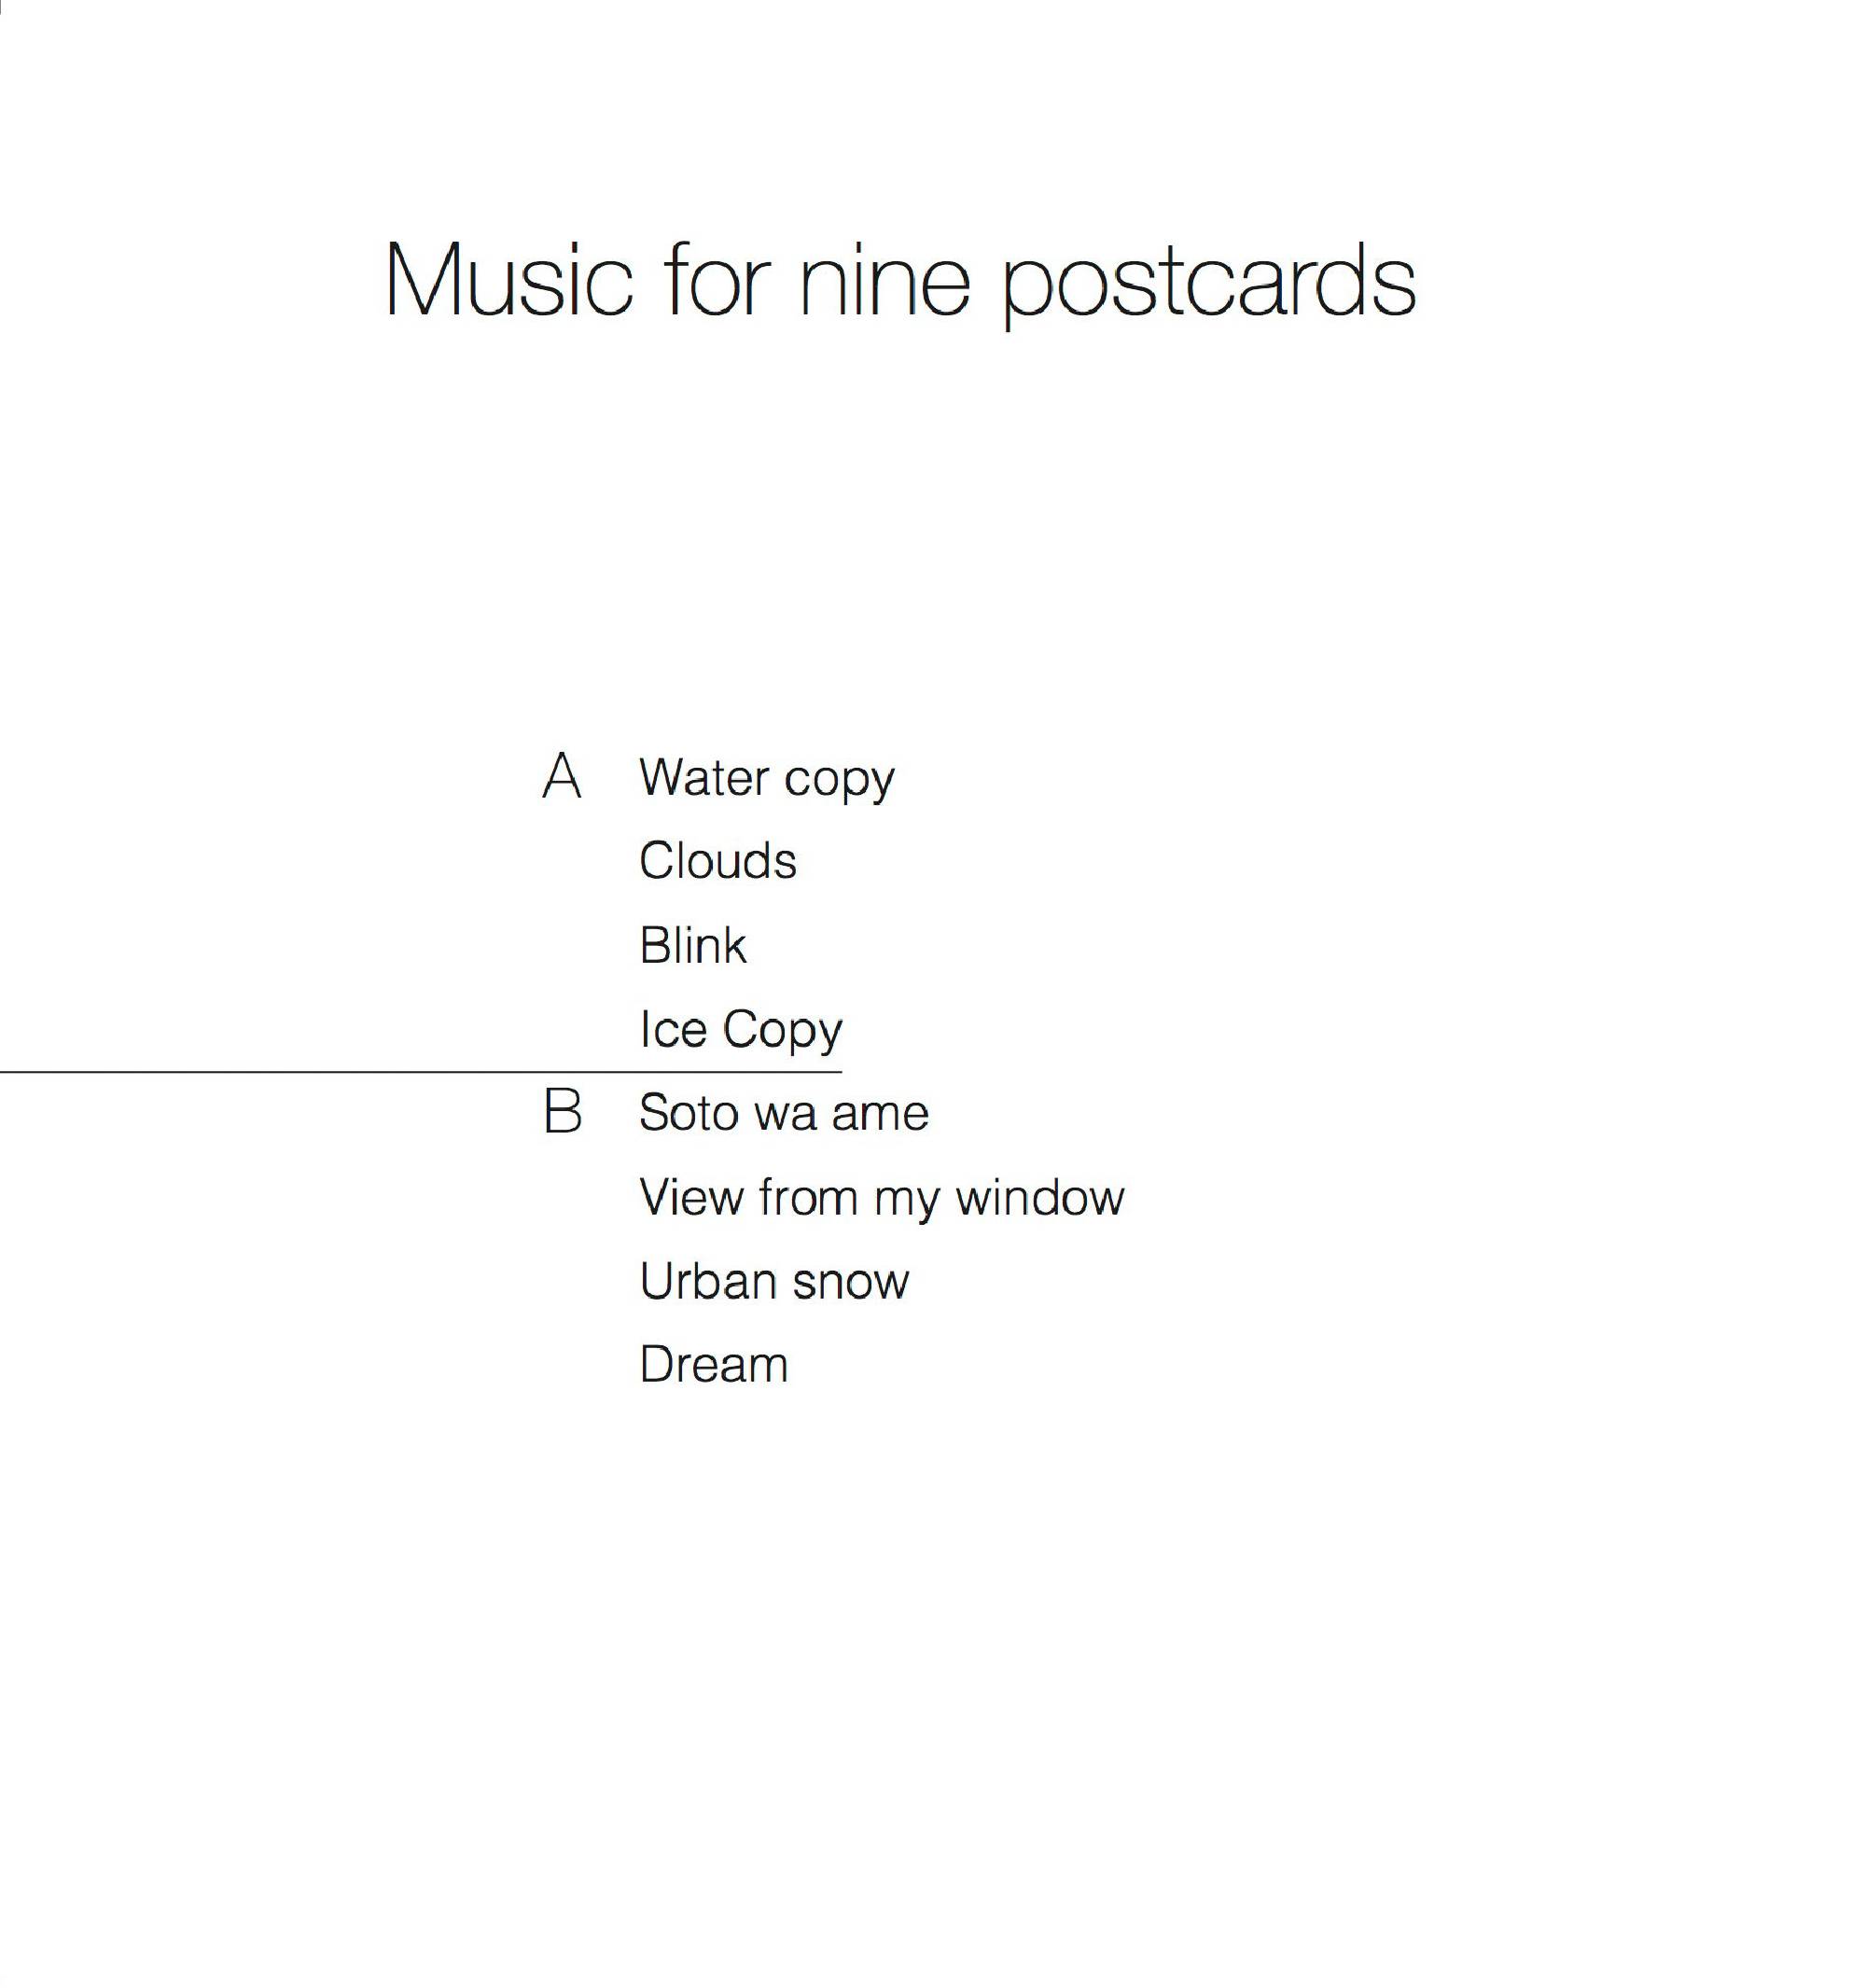 Music for nine postcards
A Water copy
Clouds
Blink
Ice Copy
B Soto wa ame
View from my window
Urban snow
Dream